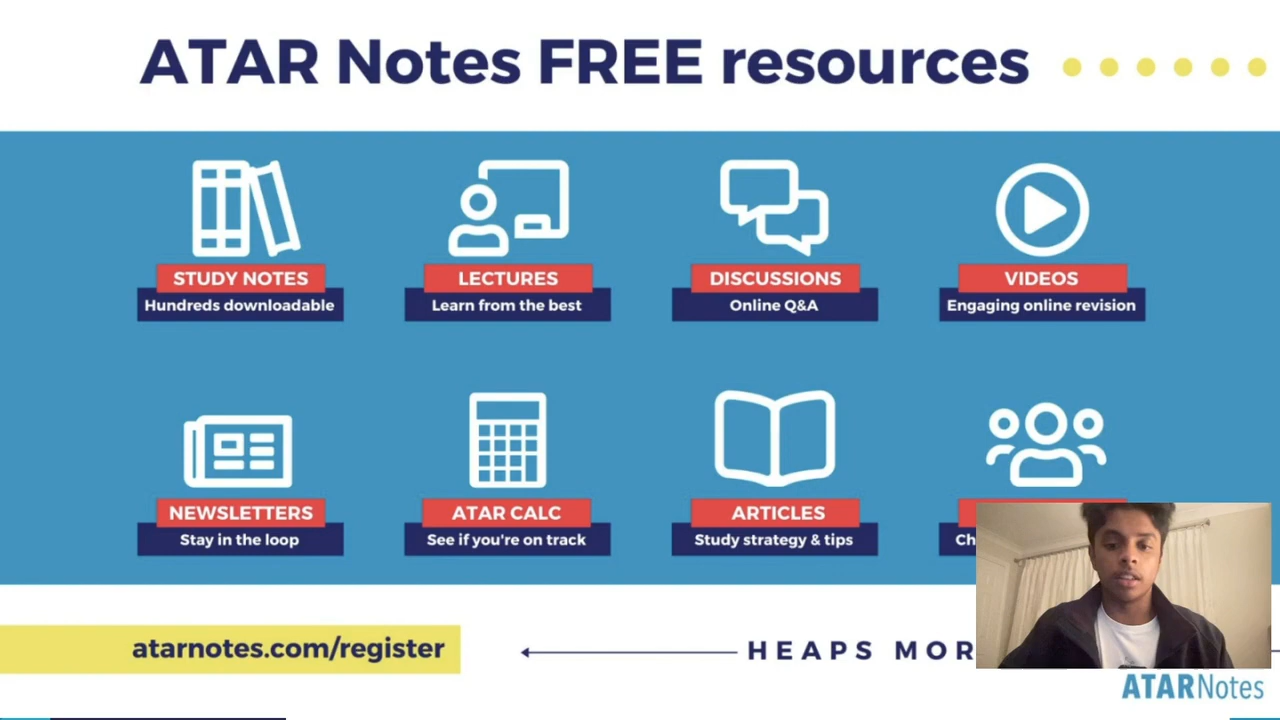 ATAR Notes FREE resources
STUDY NOTES
Hundreds downloadable
LECTURES
Learn from the best
DISCUSSIONS
Online Q&A
VIDEOS
Engaging online revision
NEWSLETTERS
Stay in the loop
ATAR CALC
See if you're on track
ARTICLES
Study strategy & tips
atarnotes.com/register
HEAPS
ATARNotes